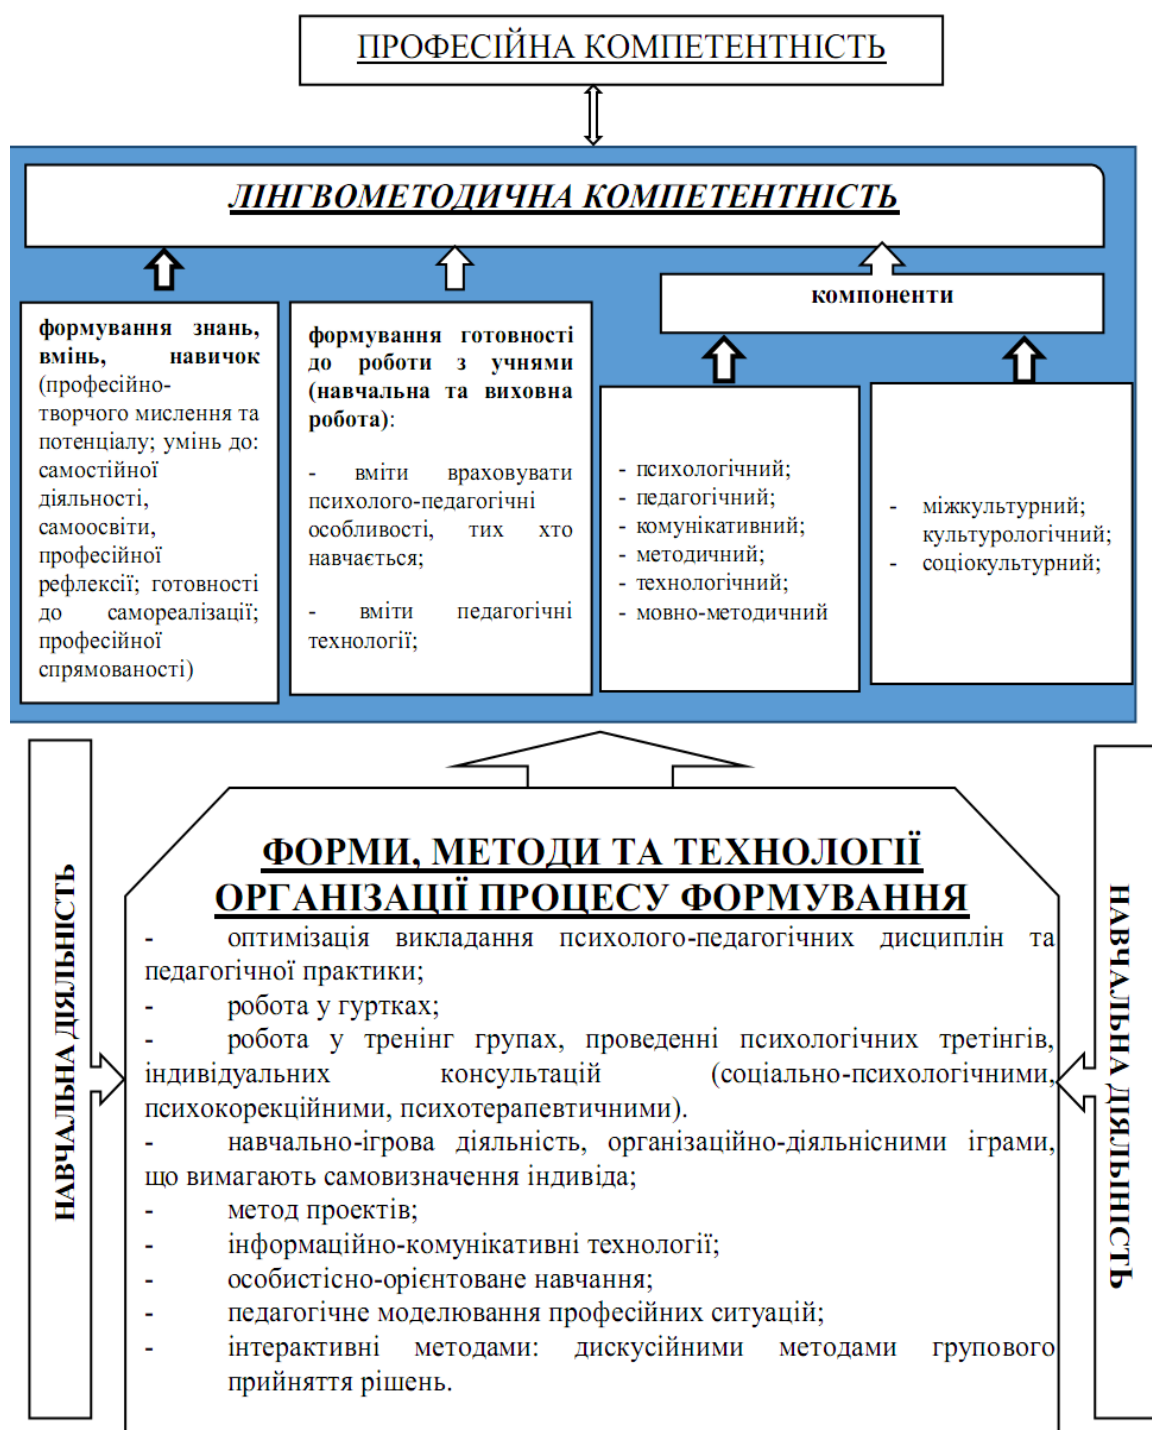 ПРОФЕСІЙНА КОМПЕТЕНТНІСТЬ
ЛІНГВОМЕТОДИЧНА КОМПЕТЕНТНІСТЬ
формування знань,
вмінь, навичок
(професійно-
творчого мислення та
потенціалу; умінь до:
самостійної
діяльності,
самоосвіти,
професійної
рефлексії; готовності
до самореалізації;
професійної
спрямованості)
формування готовності
до роботи з учнями
(навчальна та виховна
робота):
- вміти враховувати
психолого-педагогічні
особливості, тих хто
навчається;
- вміти педагогічні
технології;
компоненти
- психологічний;
- педагогічний;
- комунікативний;
- методичний;
- технологічний;
- мовно-методичний
- міжкультурний;
культурологічний;
- соціокультурний;
НАВЧАЛЬНА ДІЯЛЬНІСТЬ
ФОРМИ, МЕТОДИ ТА ТЕХНОЛОГІЇ
ОРГАНІЗАЦІЇ ПРОЦЕСУ ФОРМУВАННЯ
- оптимізація викладання психолого-педагогічних дисциплін та
педагогічної практики;
- робота у гуртках;
- робота у тренінг групах, проведенні психологічних третінгів,
індивідуальних консультацій (соціально-психологічними,
психокорекційними, психотерапевтичними).
- навчально-ігрова діяльність, організаційно-діяльнісними іграми,
що вимагають самовизначення індивіда;
- метод проектів;
- інформаційно-комунікативні технології;
- особистісно-орієнтоване навчання;
- педагогічне моделювання професійних ситуацій;
- інтерактивні методами: дискусійними методами групового
прийняття рішень.
НАВЧАЛЬНА ДІЯЛЬНІСТЬ